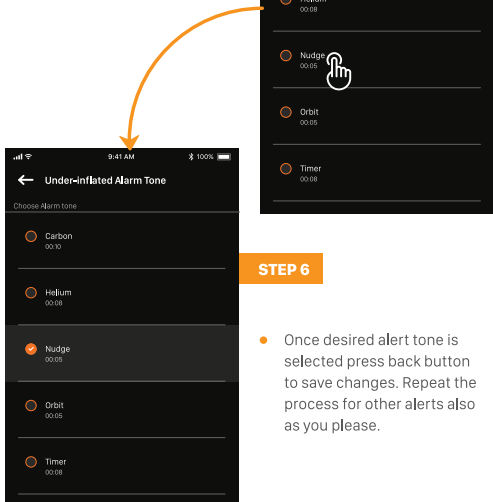 Helium
00:08
Nudge
00:05
Orbit
00:05
Timer
00:08
9:41 AM
100%
Under-inflated Alarm Tone
Choose Alarm tone
Carbon
00:10
Helium
00:08
Nudge
00:05
Orbit
00:05
Timer
00:08
STEP 6
Once desired alert tone is
selected press back button
to save changes. Repeat the
process for other alerts also
as you please.